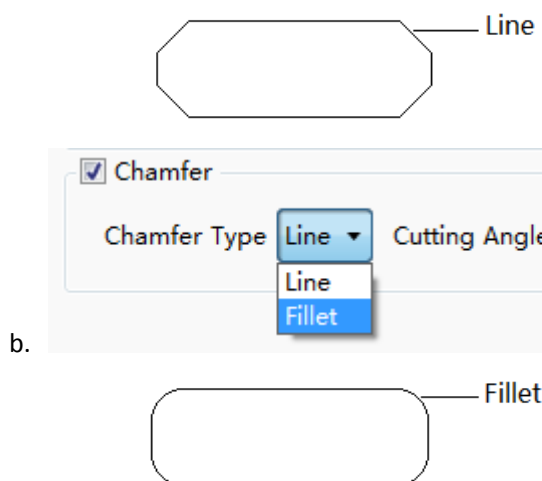 Line
Chamfer
Chamfer Type Line Cutting Angle
Line
Fillet
b.
Fillet